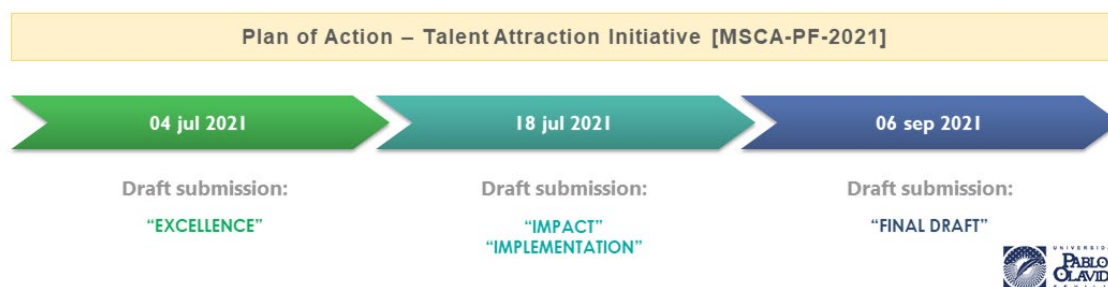 Plan of Action – Talent Attraction Initiative [MSCA-PF-2021]
04 jul 2021
18 jul 2021
06 sep 2021
Draft submission:
Draft submission:
Draft submission:
“EXCELLENCE”
“IMPACT”
“IMPLEMENTATION”
“FINAL DRAFT”
UNIVERSIDA
PABLO
OLAVID